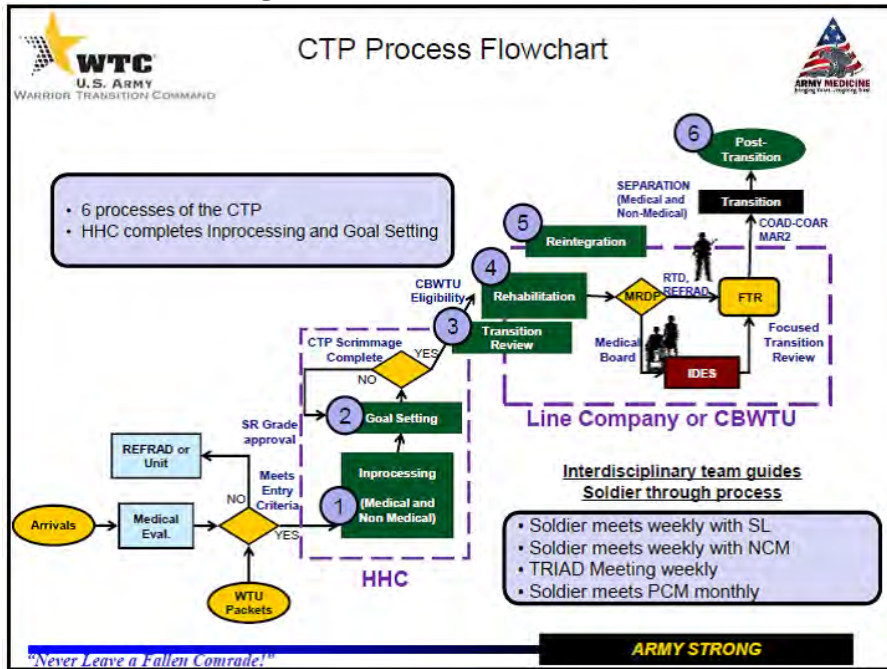 WTC
U.S. ARMY
WARRIOR TRANSITION COMMAND
CTP Process Flowchart
ARMY MEDICINE
6
Post-
Transition
SEPARATION
(Medical and
Non-Medical)
Transition
COAD-COAR
MAR2
• 6 processes of the CTP
• HHC completes Inprocessing and Goal Setting
5
Reintegration
4
CBWTU
Eligibility
Rehabilitation
MRDP
RTD,
REFRAD
FTR
3
Transition
Review
CTP Scrimmage
Complete
YES
NO
Medical
Board
Focused
Transition
Review
IDES
2
Goal Setting
Line Company or CBWTU
SR Grade
approval
REFRAD or
Unit
NO
Meets
Entry
Criteria
Inprocessing
(Medical and
Non Medical)
1
Arrivals
Medical
Eval.
YES
HHC
WTU
Packets
Interdisciplinary team guides
Soldier through process
• Soldier meets weekly with SL
• Soldier meets weekly with NCM
• TRIAD Meeting weekly
• Soldier meets PCM monthly
"Never Leave a Fallen Comrade!"
ARMY STRONG